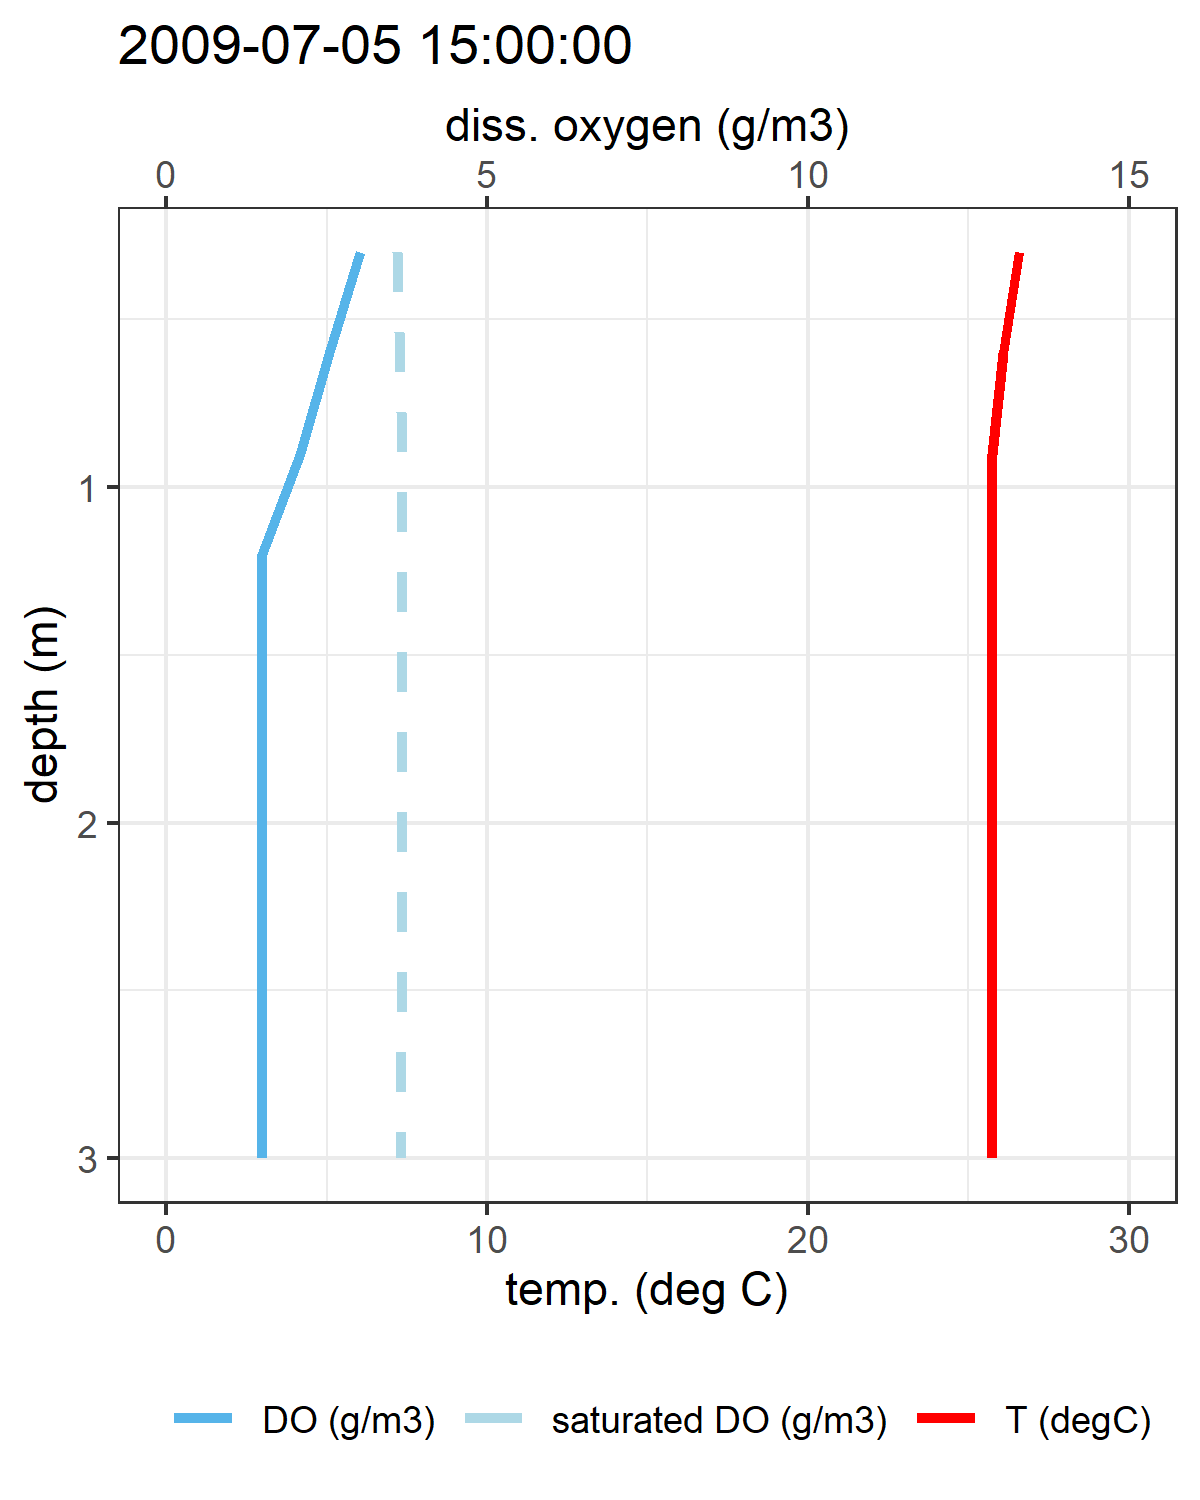 2009-07-05 15:00:00
diss. oxygen (g/m3)
0 5 10 15
depth (m)
1
2
3
0 10 20 30
temp. (deg C)
DO (g/m3) saturated DO (g/m3) T (degC)